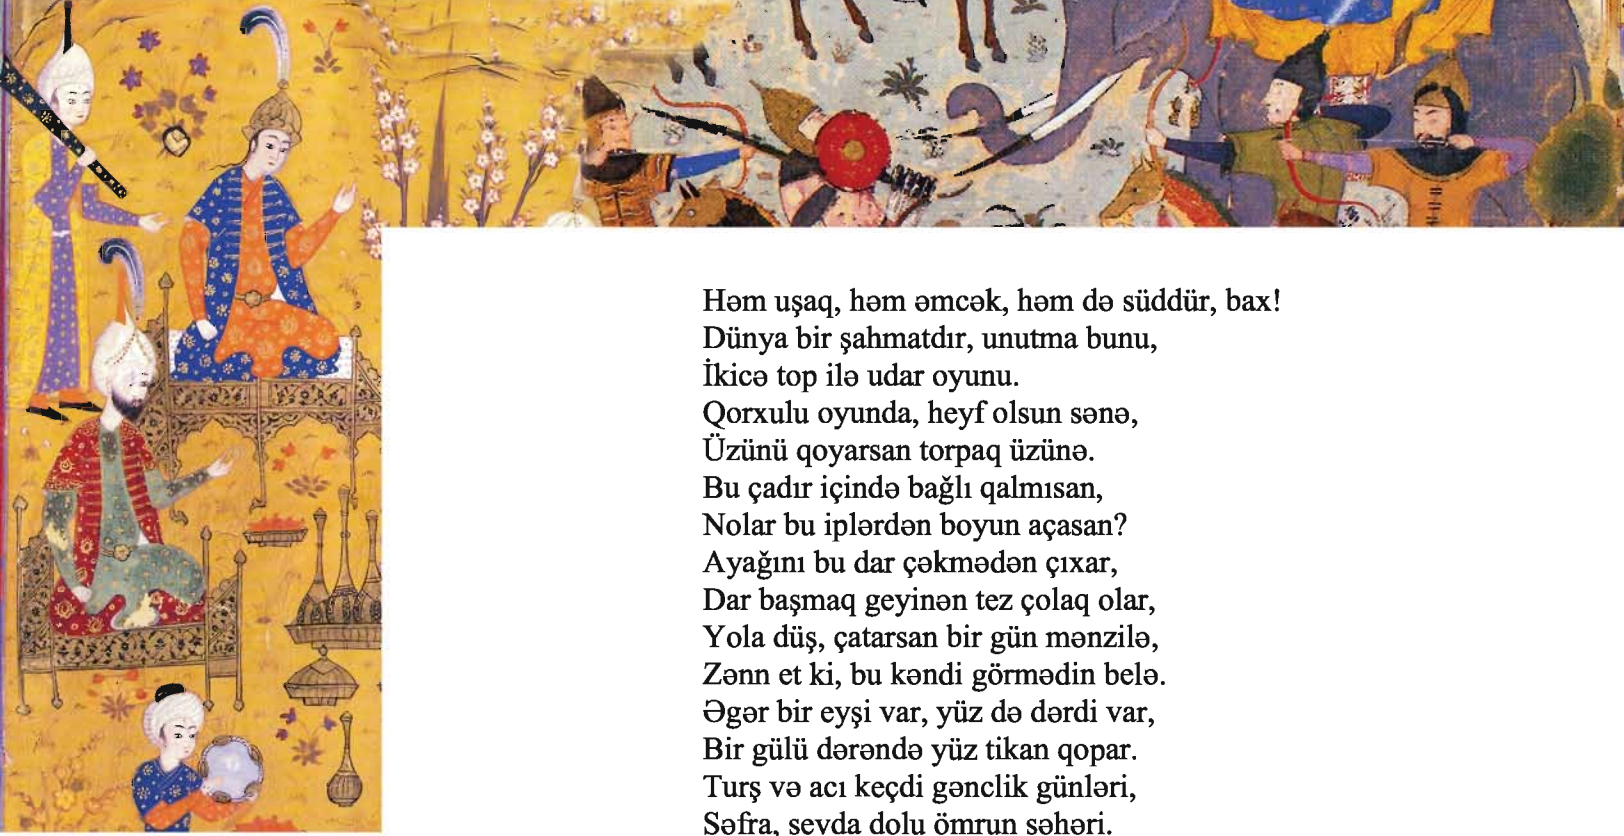 Həm uşaq, həm əmcək, həm də süddür, bax!
Dünya bir şahmatdır, unutma bunu,
İkicə top ilə udar oyunu.
Qorxulu oyunda, heyf olsun sənə,
Üzünü qoyarsan torpaq üzünə.
Bu çadır içində bağlı qalmısan,
Nolar bu iplərdən boyun açasan?
Ayağını bu dar çəkmədən çıxar,
Dar başmaq geyinən tez çolaq olar,
Yola düş, çatarsan bir gün mənzilə,
Zənn et ki, bu kəndi görmədin belə.
Əgər bir eyşi var, yüz də dərdi var,
Bir gülü dərəndə yüz tikan qopar.
Turş və acı keçdi gənclik günləri,
Səfra, sevda dolu ömrun səhəri.